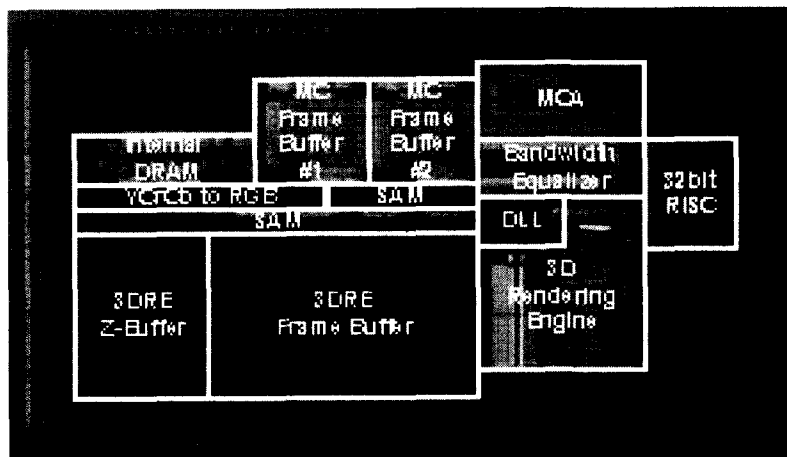 MC
Frame
Buffer
#1
MC
Frame
Buffer
#2
MCA
Internal
DRAM
Bandwidth
Equalizer
32bit
RISC
YCrCb to RGB
SAM
SAM
DLL
3DRE
Z-Buffer
3DRE
Frame Buffer
3D
Rendering
Engine